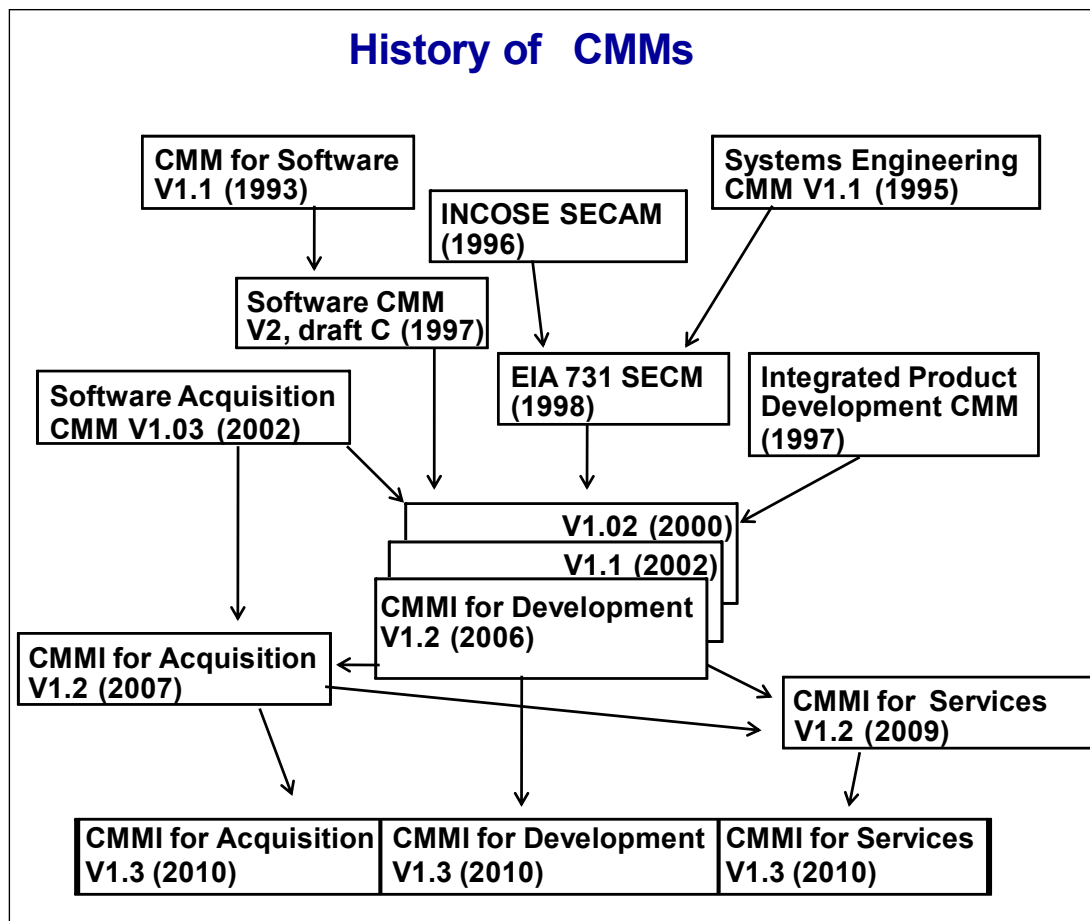 History of CMMs
CMM for Software
V1.1 (1993)
Systems Engineering
CMM V1.1 (1995)
INCOSE SECAM
(1996)
Software CMM
V2, draft C (1997)
EIA 731 SECM
(1998)
Integrated Product
Development CMM
(1997)
Software Acquisition
CMM V1.03 (2002)
V1.02 (2000)
V1.1 (2002)
CMMI for Development
V1.2 (2006)
CMMI for Acquisition
V1.2 (2007)
CMMI for Services
V1.2 (2009)
CMMI for Acquisition
V1.3 (2010)
CMMI for Development
V1.3 (2010)
CMMI for Services
V1.3 (2010)